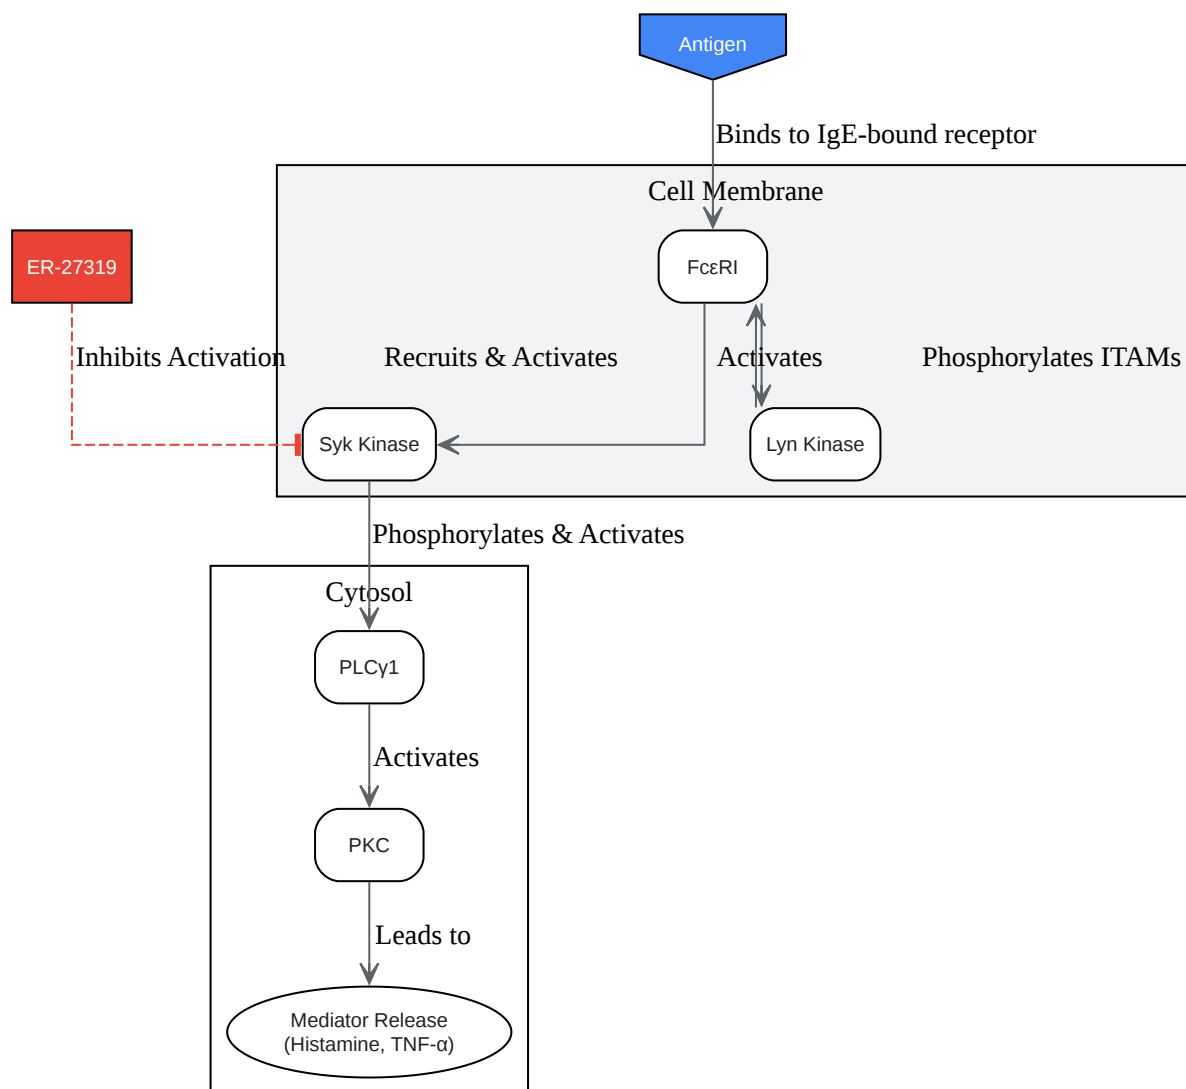 Antigen
Binds to IgE-bound receptor
Cell Membrane
ER-27319
FcεRI
Inhibits Activation
Recruits & Activates
Activates
Phosphorylates ITAMs
Syk Kinase
Lyn Kinase
Phosphorylates & Activates
Cytosol
PLCγ1
Activates
PKC
Leads to
Mediator Release
(Histamine, TNF-α)